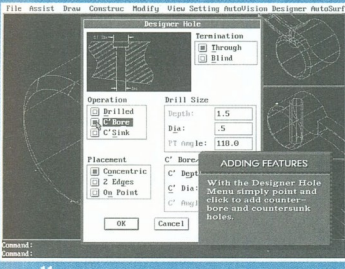 File Assist Draw Construc Modify View Setting AutoVision Designer AutoSurf
Designer Hole
Termination
Through
Blind
Operation
Drilled
C'Bore
C'Sink
Drill Size
Depth: 1.5
Dia: .5
PT Angle: 118.0
Placement
Concentric
2 Edges
On Point
C' Bore
C' Dept
C' Dia:
C' Angl
OK Cancel
ADDING FEATURES
With the Designer Hole
Menu simply point and
click to add counter-
bore and countersunk
holes.
Command:
Command: